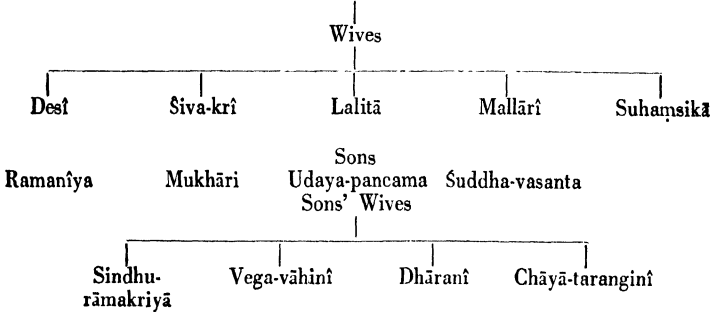 Wives
Desî Śiva-krî Lalitā Mallārî Suhaṃsikā
Sons
Ramanîya Mukhāri Udaya-pancama Śuddha-vasanta
Sons' Wives
Sindhu- Vega-vāhinî Dhāranî Chāyā-taranginî
rāmakriyā